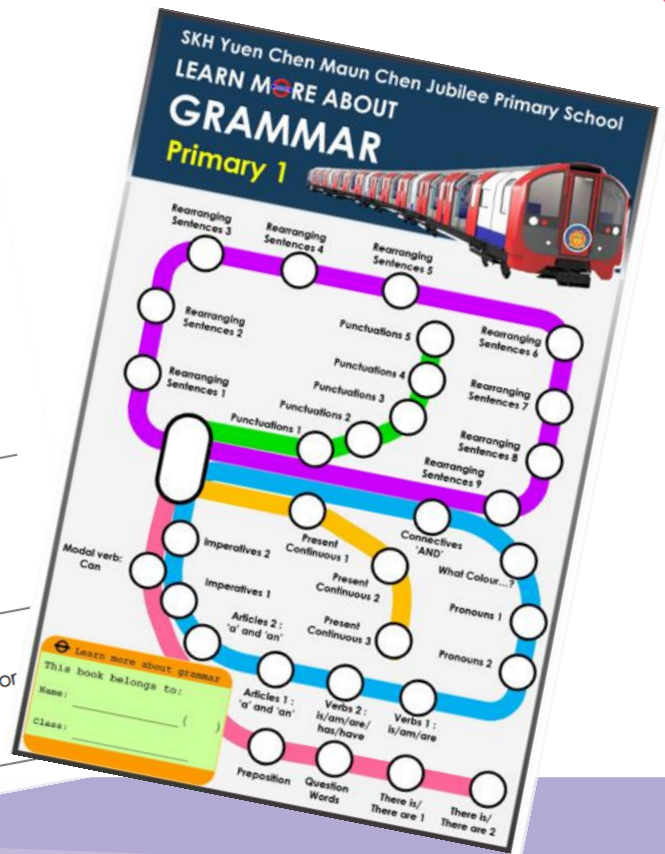 SKH Yuen Chen Maun Chen Jubilee Primary School
LEARN MORE ABOUT
GRAMMAR
Primary 1
Rearranging
Sentences 3
Rearranging
Sentences 4
Rearranging
Sentences 5
Rearranging
Sentences 2
Punctuations 5
Rearranging
Sentences 6
Rearranging
Sentences 1
Punctuations 4
Punctuations 3
Rearranging
Sentences 7
Punctuations 1
Punctuations 2
Rearranging
Sentences 8
Rearranging
Sentences 9
Present
Continuous 1
Connectives
'AND'
Imperatives 2
Modal verb:
Can
Present
Continuous 2
What Colour...?
Imperatives 1
Pronouns 1
Articles 2 :
'a' and 'an'
Present
Continuous 3
Pronouns 2
Learn more about grammar
This book belongs to:
Name: ____________ ( )
Class: ____________
Articles 1 :
'a' and 'an'
Verbs 2 :
is/am/are/
has/have
Verbs 1 :
is/am/are
Preposition
Question
Words
There is/
There are 1
There is/
There are 2
or